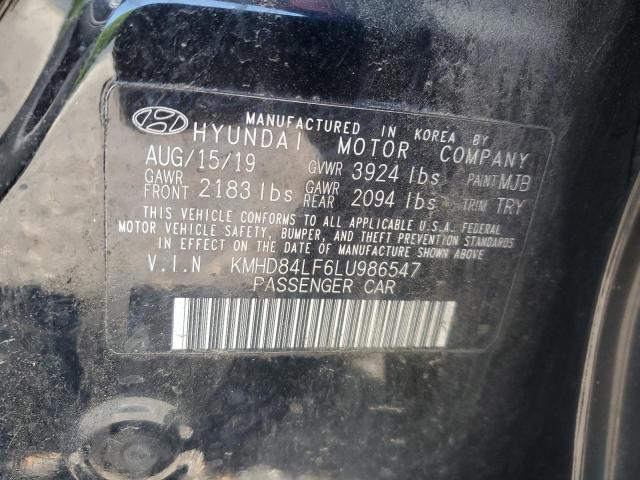 MANUFACTURED IN KOREA BY
HYUNDAI MOTOR COMPANY
AUG/15/19 GVWR 3924 lbs PAINT MJB
GAWR FRONT 2183 lbs GAWR REAR 2094 lbs TRIM TRY
THIS VEHICLE CONFORMS TO ALL APPLICABLE U.S.A. FEDERAL
MOTOR VEHICLE SAFETY, BUMPER, AND THEFT PREVENTION STANDARDS
IN EFFECT ON THE DATE OF MANUFACTURE SHOWN ABOVE.
V.I.N KMHD84LF6LU986547
PASSENGER CAR